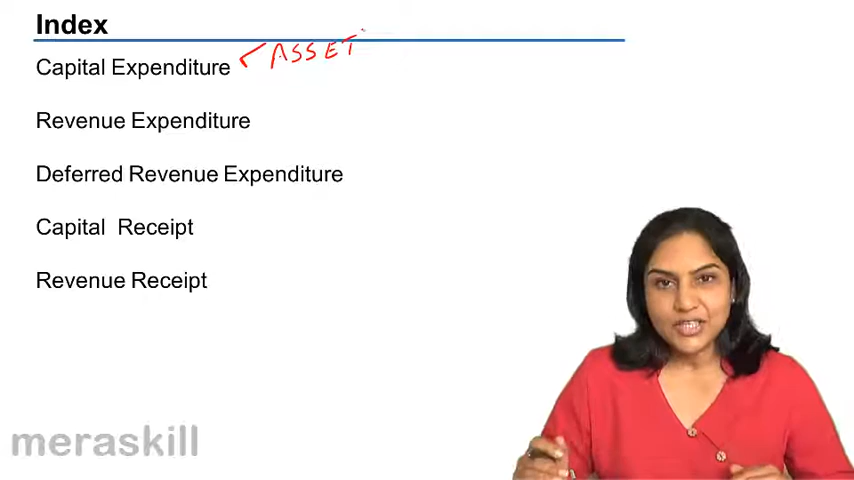 Index
Capital Expenditure ASSET
Revenue Expenditure
Deferred Revenue Expenditure
Capital Receipt
Revenue Receipt
meraskill